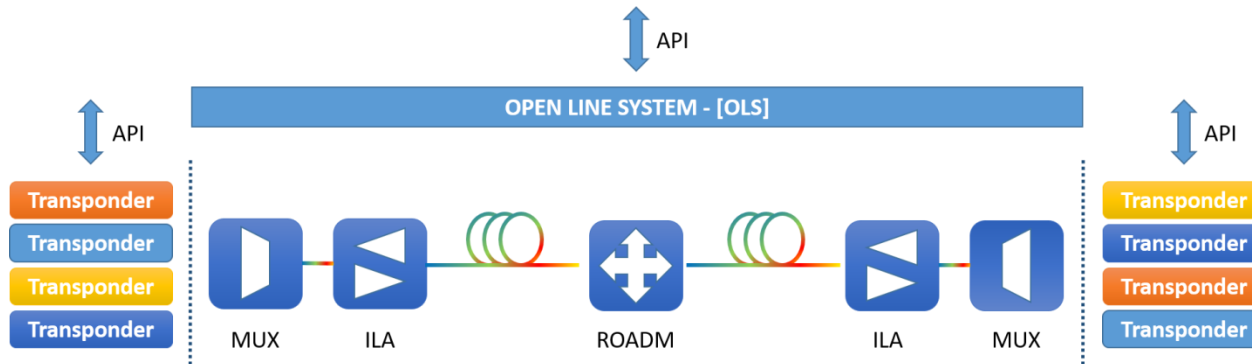 API
OPEN LINE SYSTEM - [OLS]
API
API
Transponder
Transponder
Transponder
Transponder
MUX
ILA
ROADM
ILA
MUX
Transponder
Transponder
Transponder
Transponder